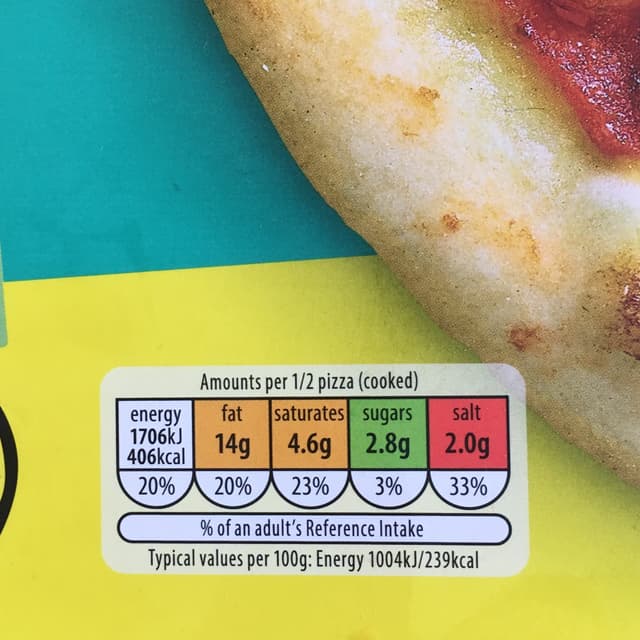 Amounts per 1/2 pizza (cooked)
energy fat saturates sugars salt
1706kJ
406kcal 14g 4.6g 2.8g 2.0g
20% 20% 23% 3% 33%
% of an adult's Reference Intake
Typical values per 100g: Energy 1004kJ/239kcal